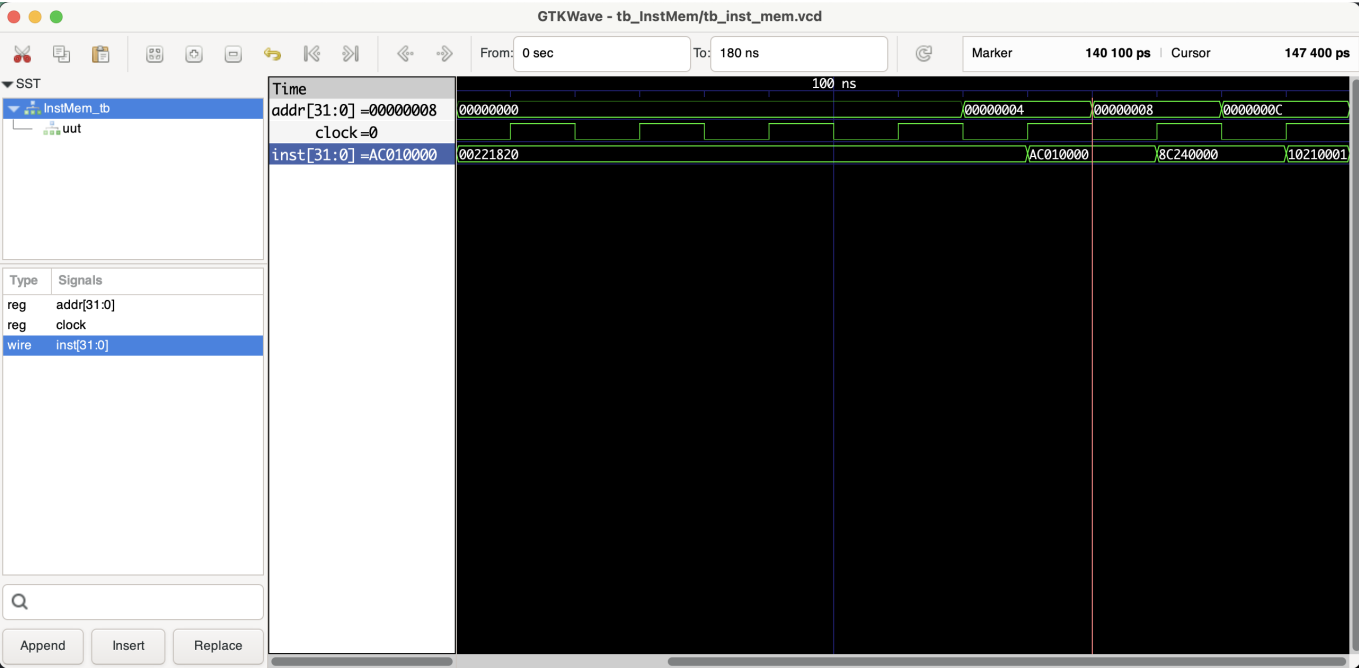 GTKWave - tb_InstMem/tb_inst_mem.vcd
From: 0 sec To: 180 ns Marker 140 100 ps | Cursor 147 400 ps
SST
InstMem_tb
uut
Type Signals
reg addr[31:0]
reg clock
wire inst[31:0]
Append Insert Replace
Time
addr[31:0] =00000008
clock =0
inst[31:0] =AC010000
100 ns
00000000 00000004 00000008 0000000C
00221820 AC010000 8C240000 10210001